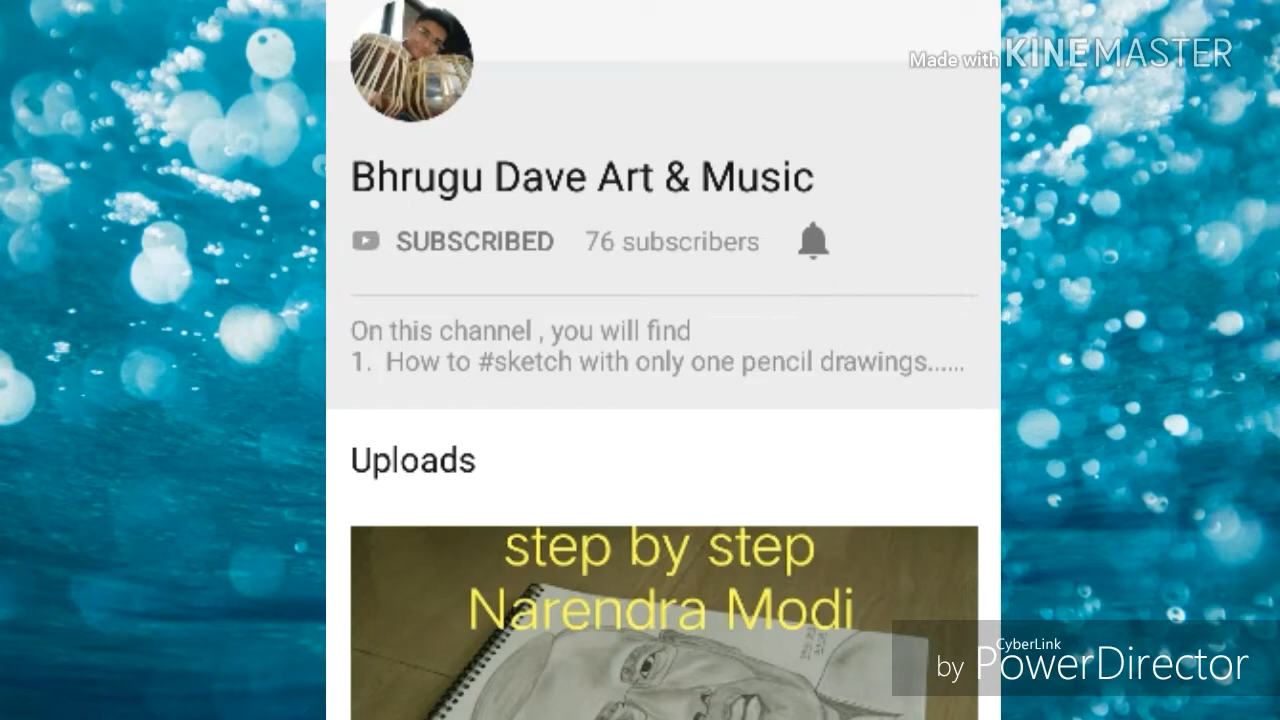 Made with KINEMASTER
Bhrugu Dave Art & Music
SUBSCRIBED 76 subscribers
On this channel , you will find
1. How to #sketch with only one pencil drawings......
Uploads
step by step
Narendra Modi
CyberLink
by PowerDirector